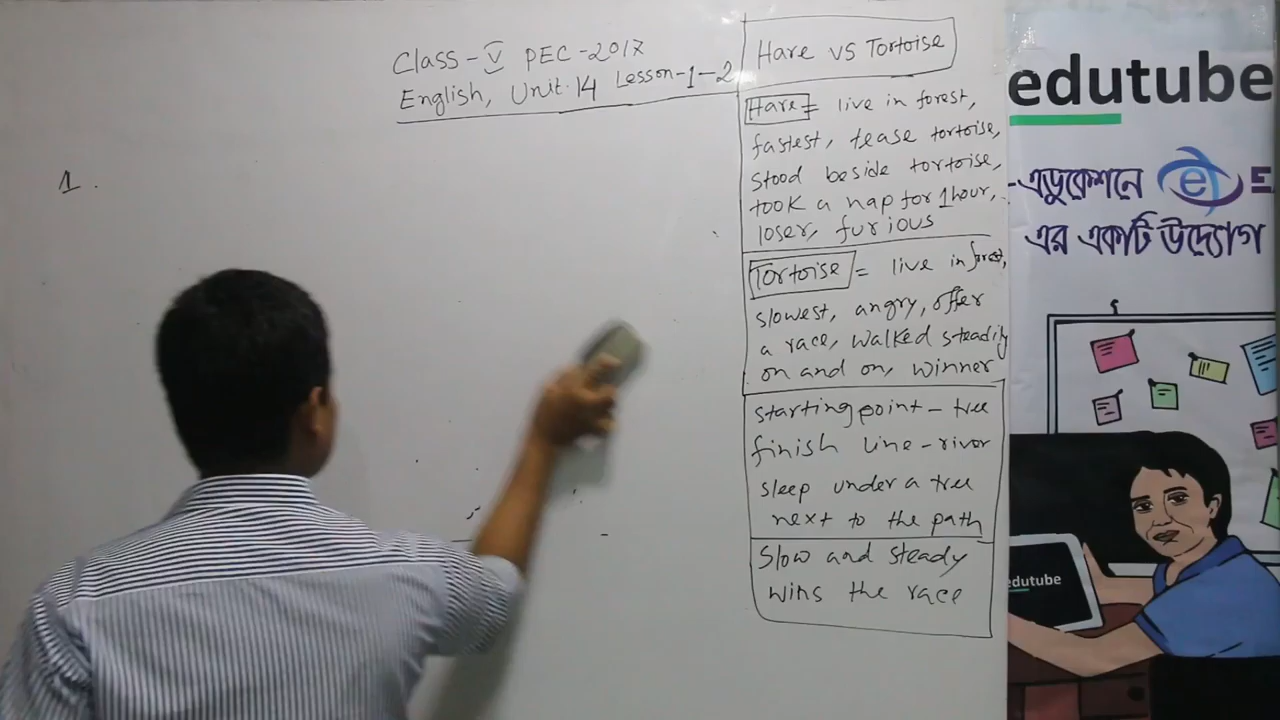 Class - V PEC - 2017
English, Unit. 14 Lesson-1-2
1.
Hare vs Tortoise
Hare = live in forest,
fastest, tease tortoise,
stood beside tortoise,
took a nap for 1hour,
loser, furious
Tortoise = live in forest,
slowest, angry, offer
a race, walked steadily
on and on, winner
starting point - tree
finish line - river
sleep under a tree
next to the path
Slow and steady
wins the race
edutube
-এডুকেশনে e E
এর একটি উদ্যোগ
edutube